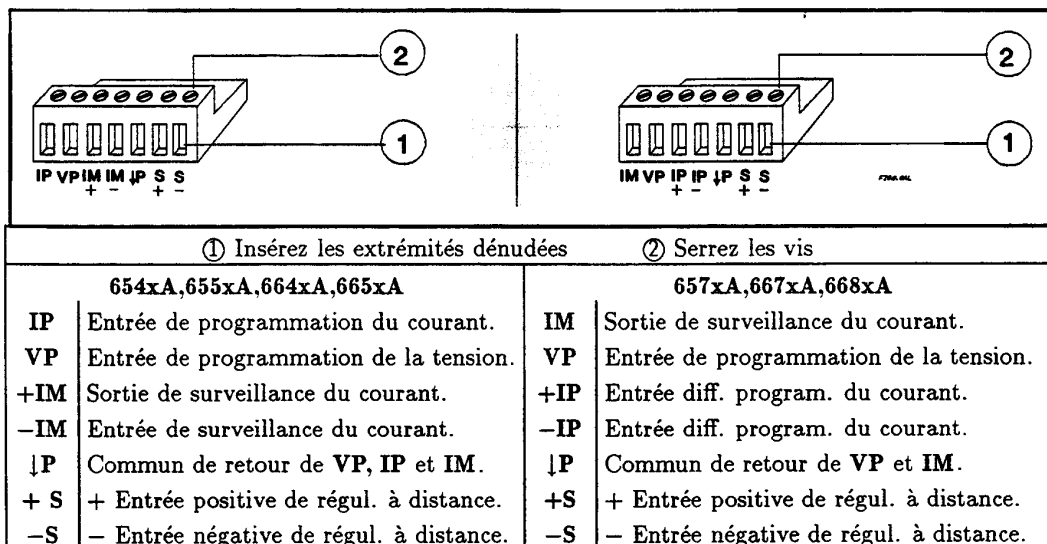 2 2
1 1
IP VP IM IM ↓P S S
+ − + −
IM VP IP IP ↓P S S
+ − + −
① Insérez les extrémités dénudées ② Serrez les vis
654xA,655xA,664xA,665xA
IP Entrée de programmation du courant.
VP Entrée de programmation de la tension.
+IM Sortie de surveillance du courant.
−IM Entrée de surveillance du courant.
↓P Commun de retour de VP, IP et IM.
+ S + Entrée positive de régul. à distance.
−S − Entrée négative de régul. à distance.
657xA,667xA,668xA
IM Sortie de surveillance du courant.
VP Entrée de programmation de la tension.
+IP Entrée diff. program. du courant.
−IP Entrée diff. program. du courant.
↓P Commun de retour de VP et IM.
+S + Entrée positive de régul. à distance.
−S − Entrée négative de régul. à distance.